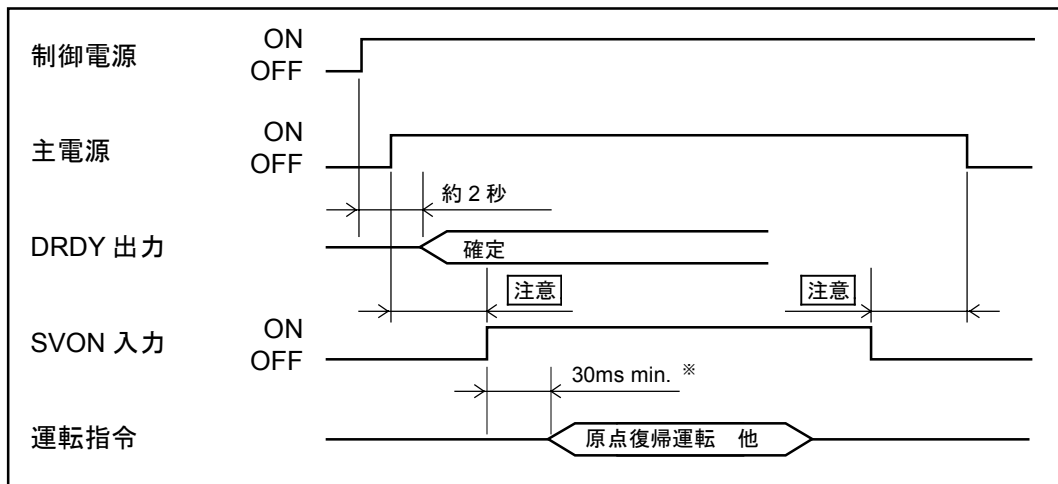 制御電源
ON
OFF
主電源
ON
OFF
約 2 秒
DRDY 出力
確定
注意
注意
SVON 入力
ON
OFF
30ms min. ※
運転指令
原点復帰運転 他